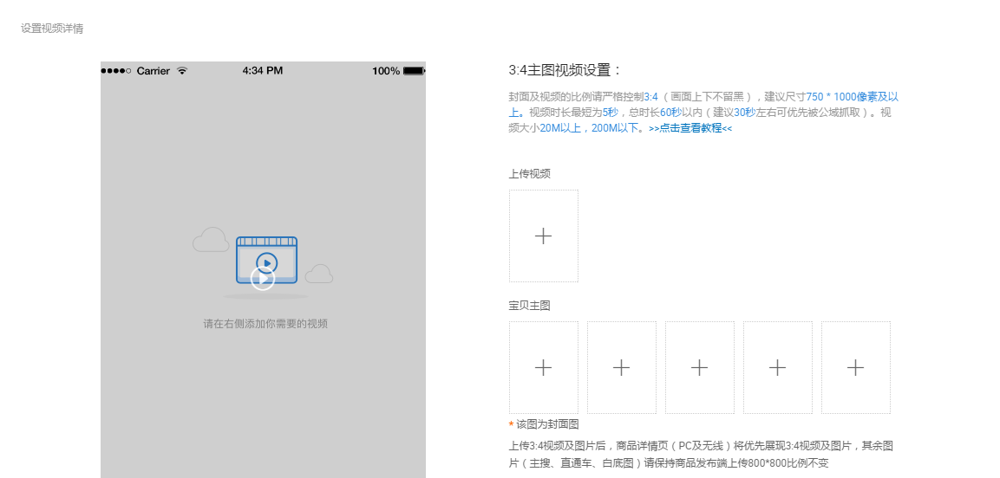 设置视频详情
Carrier 4:34 PM 100%
请在右侧添加你需要的视频
3:4主图视频设置：
封面及视频的比例请严格控制3:4（画面上下不留黑），建议尺寸750 * 1000像素及以
上。视频时长最短为5秒，总时长60秒以内（建议30秒左右可优先被公域抓取）。视
频大小20M以上，200M以下。>>点击查看教程<<
上传视频
宝贝主图
* 该图为封面图
上传3:4视频及图片后，商品详情页（PC及无线）将优先展现3:4视频及图片，其余图
片（主搜、直通车、白底图）请保持商品发布端上传800*800比例不变